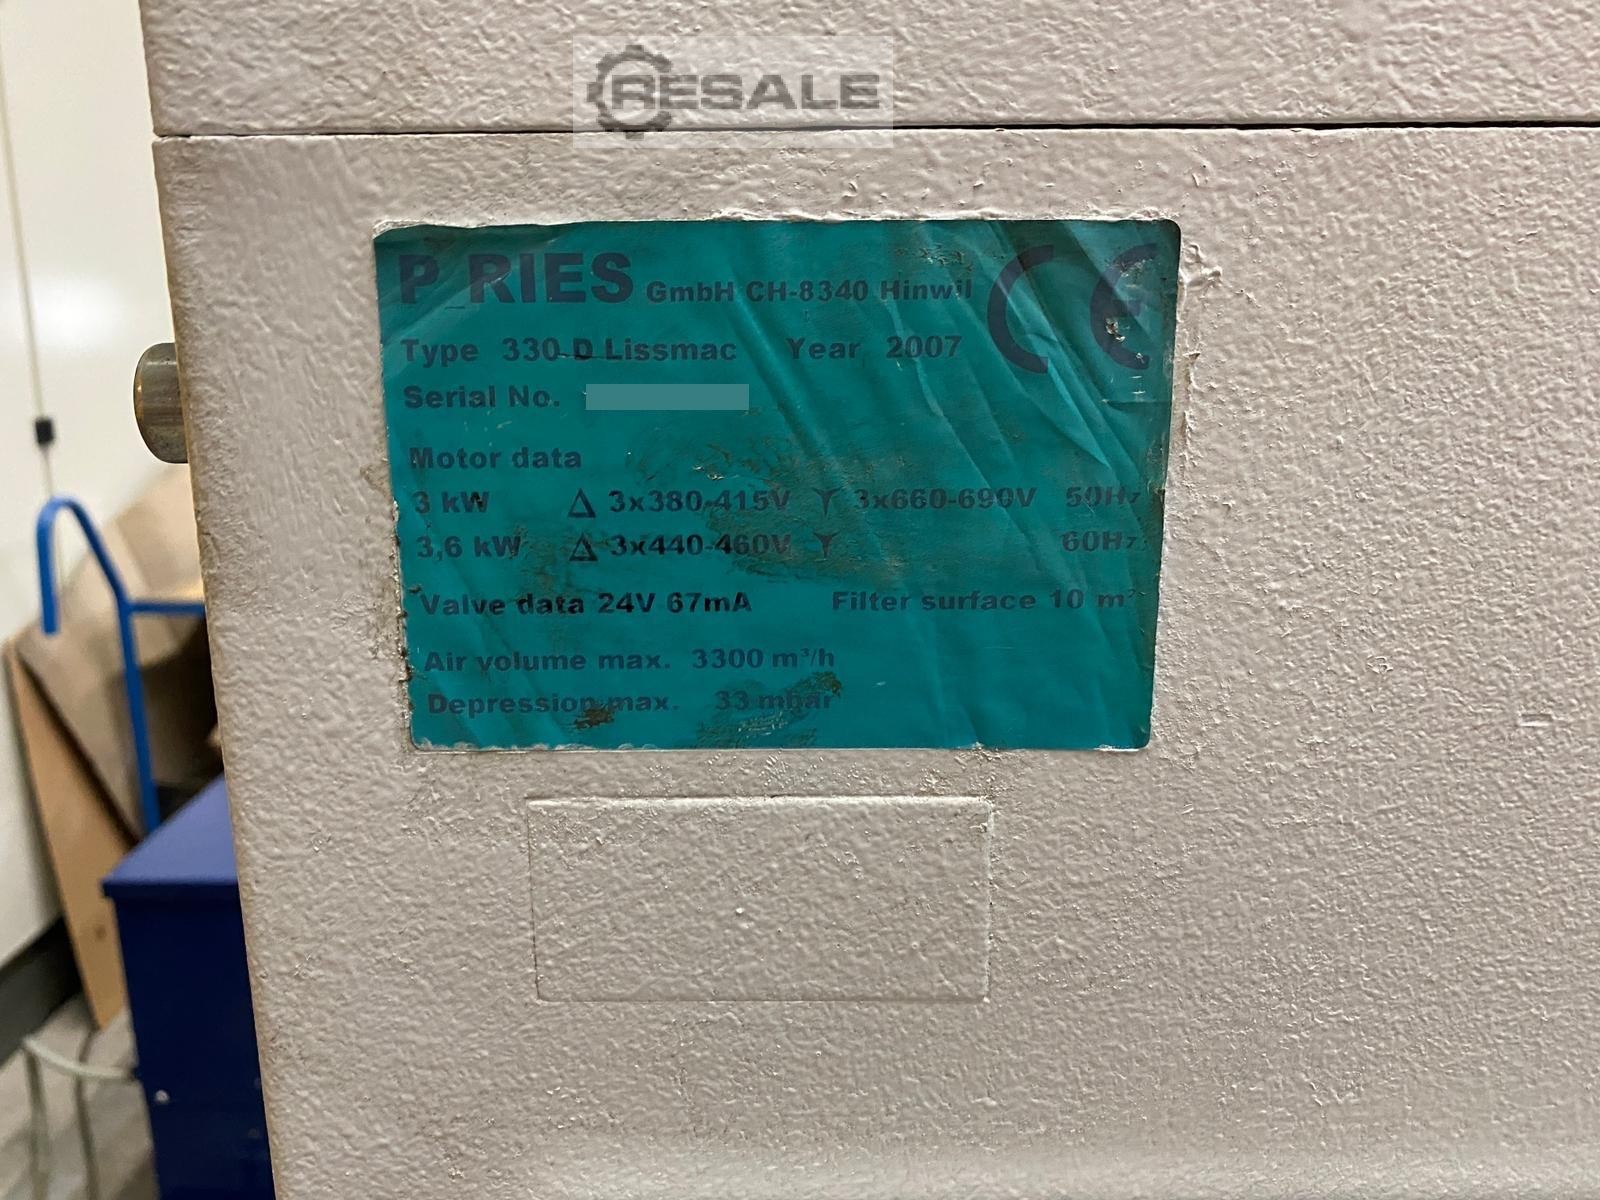 RESALE
P_RIES GmbH CH-8340 Hinwil CE
Type 330-D Lissmac Year 2007
Serial No.
Motor data
3 kW Δ 3x380-415V Y 3x660-690V 50Hz
3,6 kW Δ 3x440-460V Y 60Hz
Valve data 24V 67mA Filter surface 10 m²
Air volume max. 3300 m³/h
Depression max. 33 mbar